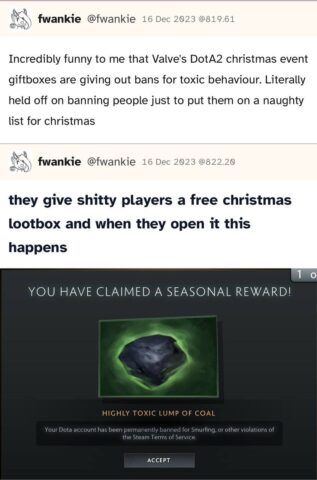 fwankie @fwankie 16 Dec 2023 @819.61
Incredibly funny to me that Valve's DotA2 christmas event
giftboxes are giving out bans for toxic behaviour. Literally
held off on banning people just to put them on a naughty
list for christmas
fwankie @fwankie 16 Dec 2023 @822.20
they give shitty players a free christmas
lootbox and when they open it this
happens
1 o
YOU HAVE CLAIMED A SEASONAL REWARD!
HIGHLY TOXIC LUMP OF COAL
Your Dota account has been permanently banned for Smurfing, or other violations of
the Steam Terms of Service.
ACCEPT